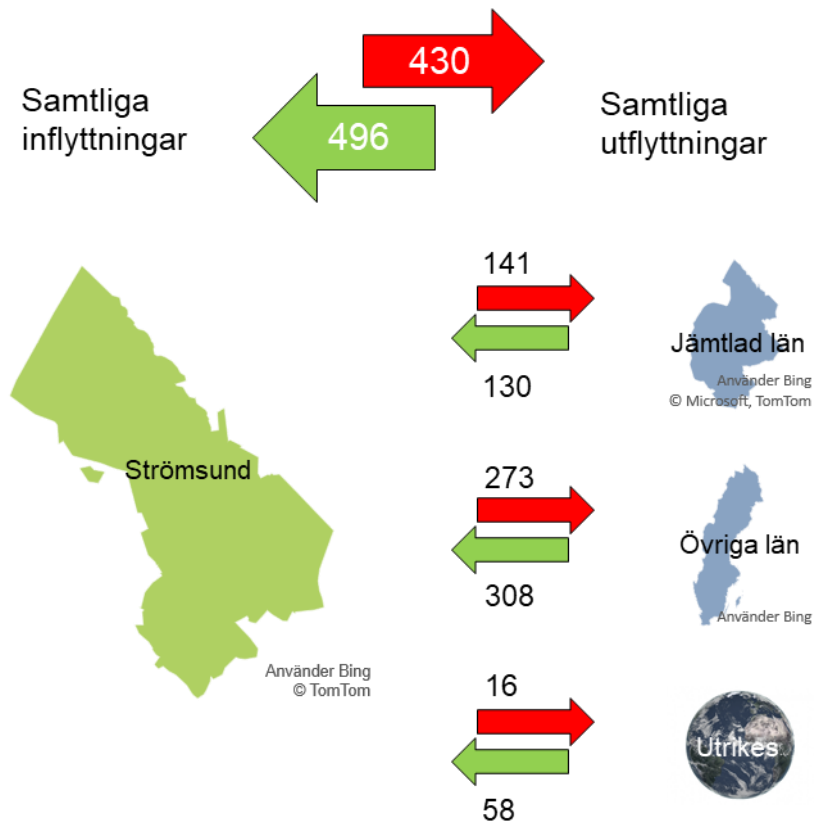 430
Samtliga
inflyttningar
Samtliga
utflyttningar
496
141
Jämtlad län
130
Använder Bing
© Microsoft, TomTom
Strömsund
273
Övriga län
308
Använder Bing
Använder Bing
© TomTom
16
Utrikes
58